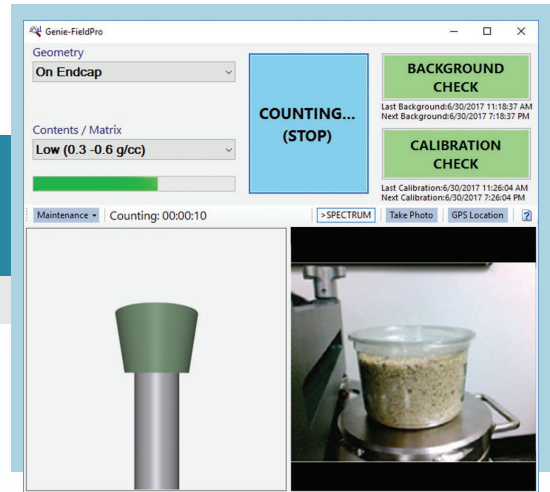 Genie-FieldPro
Geometry
On Endcap
Contents / Matrix
Low (0.3 -0.6 g/cc)
COUNTING...
(STOP)
BACKGROUND
CHECK
Last Background:6/30/2017 11:18:37 AM
Next Background:6/30/2017 7:18:37 PM
CALIBRATION
CHECK
Last Calibration:6/30/2017 11:26:04 AM
Next Calibration:6/30/2017 7:26:04 PM
Maintenance
Counting: 00:00:10
>SPECTRUM
Take Photo
GPS Location
?